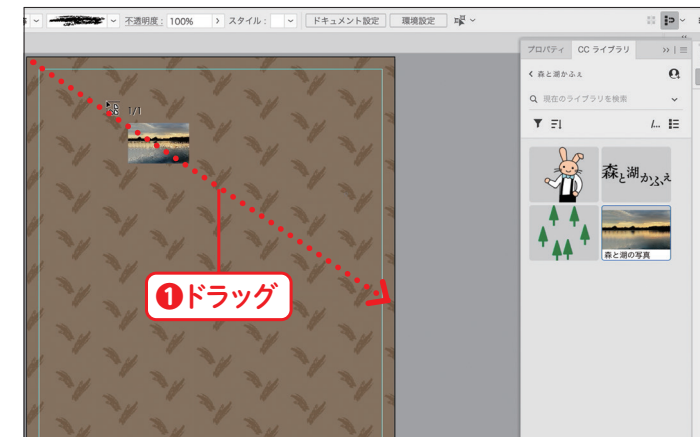 不透明度： 100% スタイル： ドキュメント設定 環境設定
プロパティ CC ライブラリ
森と湖かふぇ
現在のライブラリを検索
1/1
森と湖かふぇ
森と湖の写真
❶ドラッグ